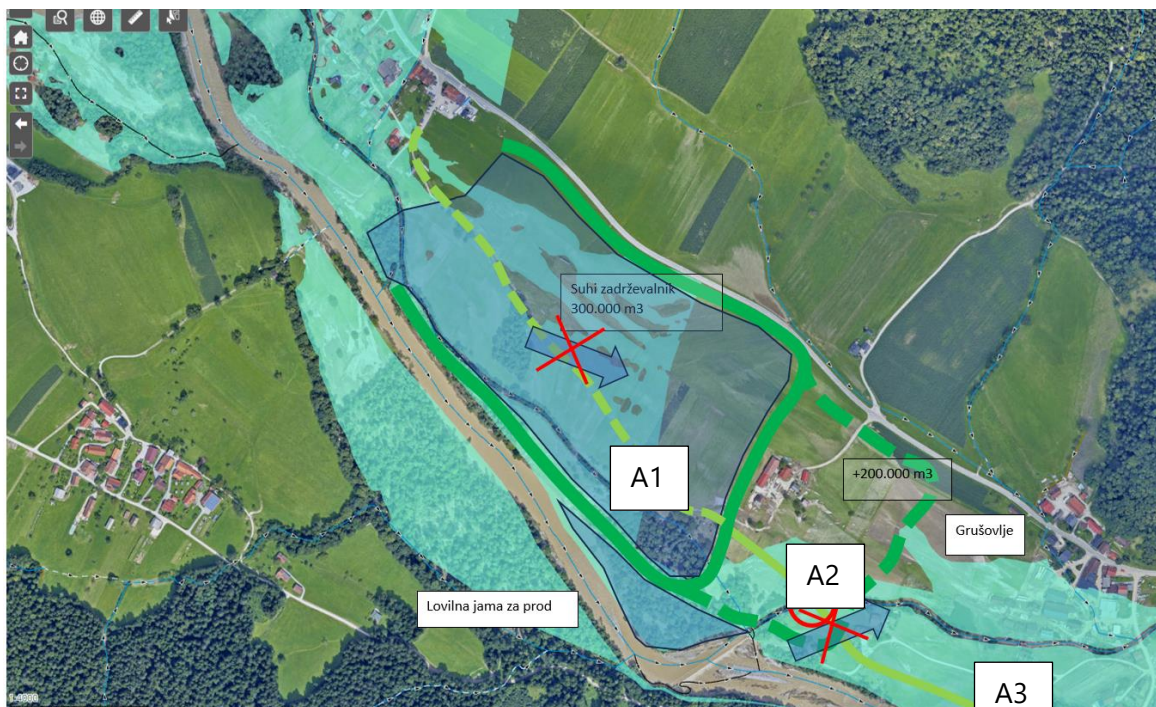 Suhi zadrževalnik
300.000 m3
A1
+200.000 m3
Grušovlje
A2
Lovilna jama za prod
A3